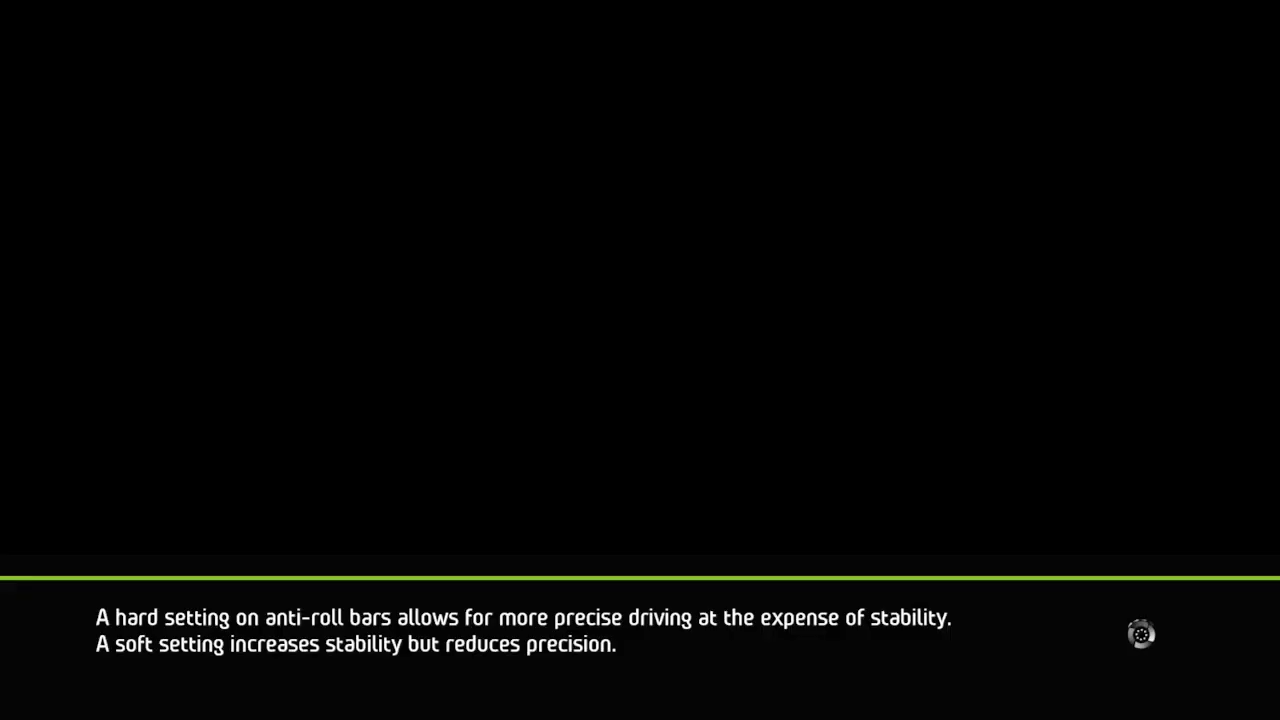 A hard setting on anti-roll bars allows for more precise driving at the expense of stability.
A soft setting increases stability but reduces precision.